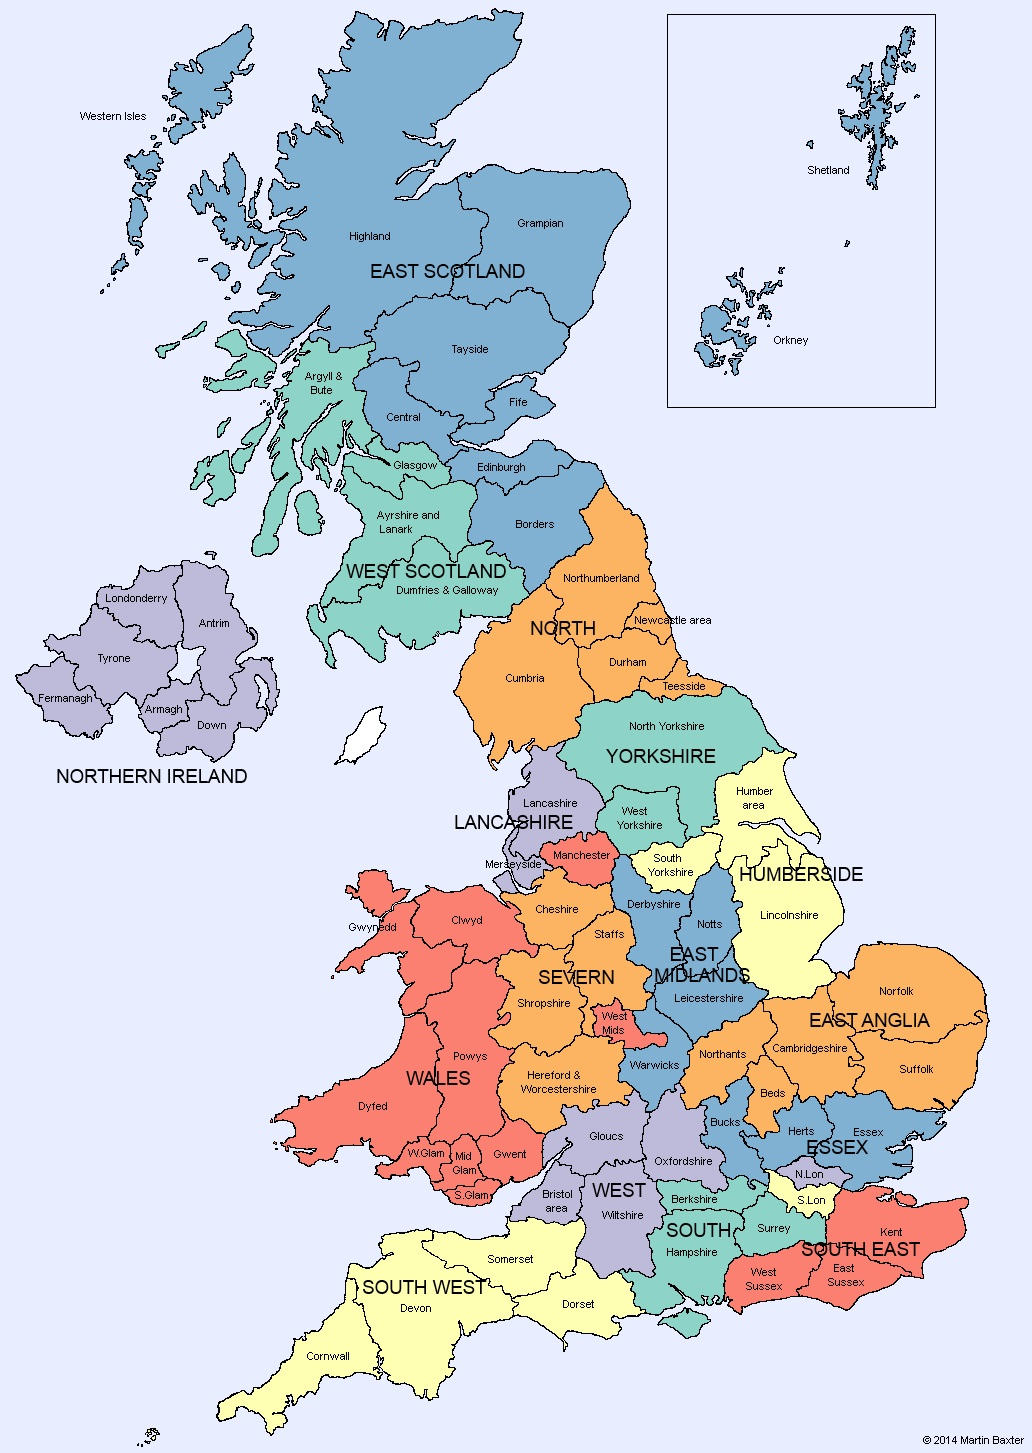 Western Isles
Shetland
Orkney
Highland
Grampian
EAST SCOTLAND
Tayside
Argyll &
Bute
Fife
Central
Glasgow
Edinburgh
Ayrshire and
Lanark
Borders
WEST SCOTLAND
Dumfries & Galloway
Northumberland
Londonderry
Antrim
Newcastle area
NORTH
Tyrone
Durham
Cumbria
Teesside
Fermanagh
Armagh
Down
North Yorkshire
YORKSHIRE
NORTHERN IRELAND
Humber
area
Lancashire
West
Yorkshire
LANCASHIRE
Manchester
Merseyside
South
Yorkshire
HUMBERSIDE
Derbyshire
Cheshire
Lincolnshire
Clwyd
Gwynedd
Notts
Staffs
EAST
MIDLANDS
SEVERN
Leicestershire
Norfolk
Shropshire
West
Mids
EAST ANGLIA
Cambridgeshire
Northants
Powys
Warwicks
Suffolk
WALES
Hereford &
Worcestershire
Beds
Dyfed
Bucks
Herts
Essex
Gloucs
ESSEX
W.Glam
Mid
Glam
Gwent
Oxfordshire
N.Lon
S.Glam
Bristol
area
WEST
Wiltshire
Berkshire
S.Lon
SOUTH
Surrey
Kent
Hampshire
SOUTH EAST
Somerset
West
Sussex
East
Sussex
SOUTH WEST
Devon
Dorset
Cornwall
© 2014 Martin Baxter